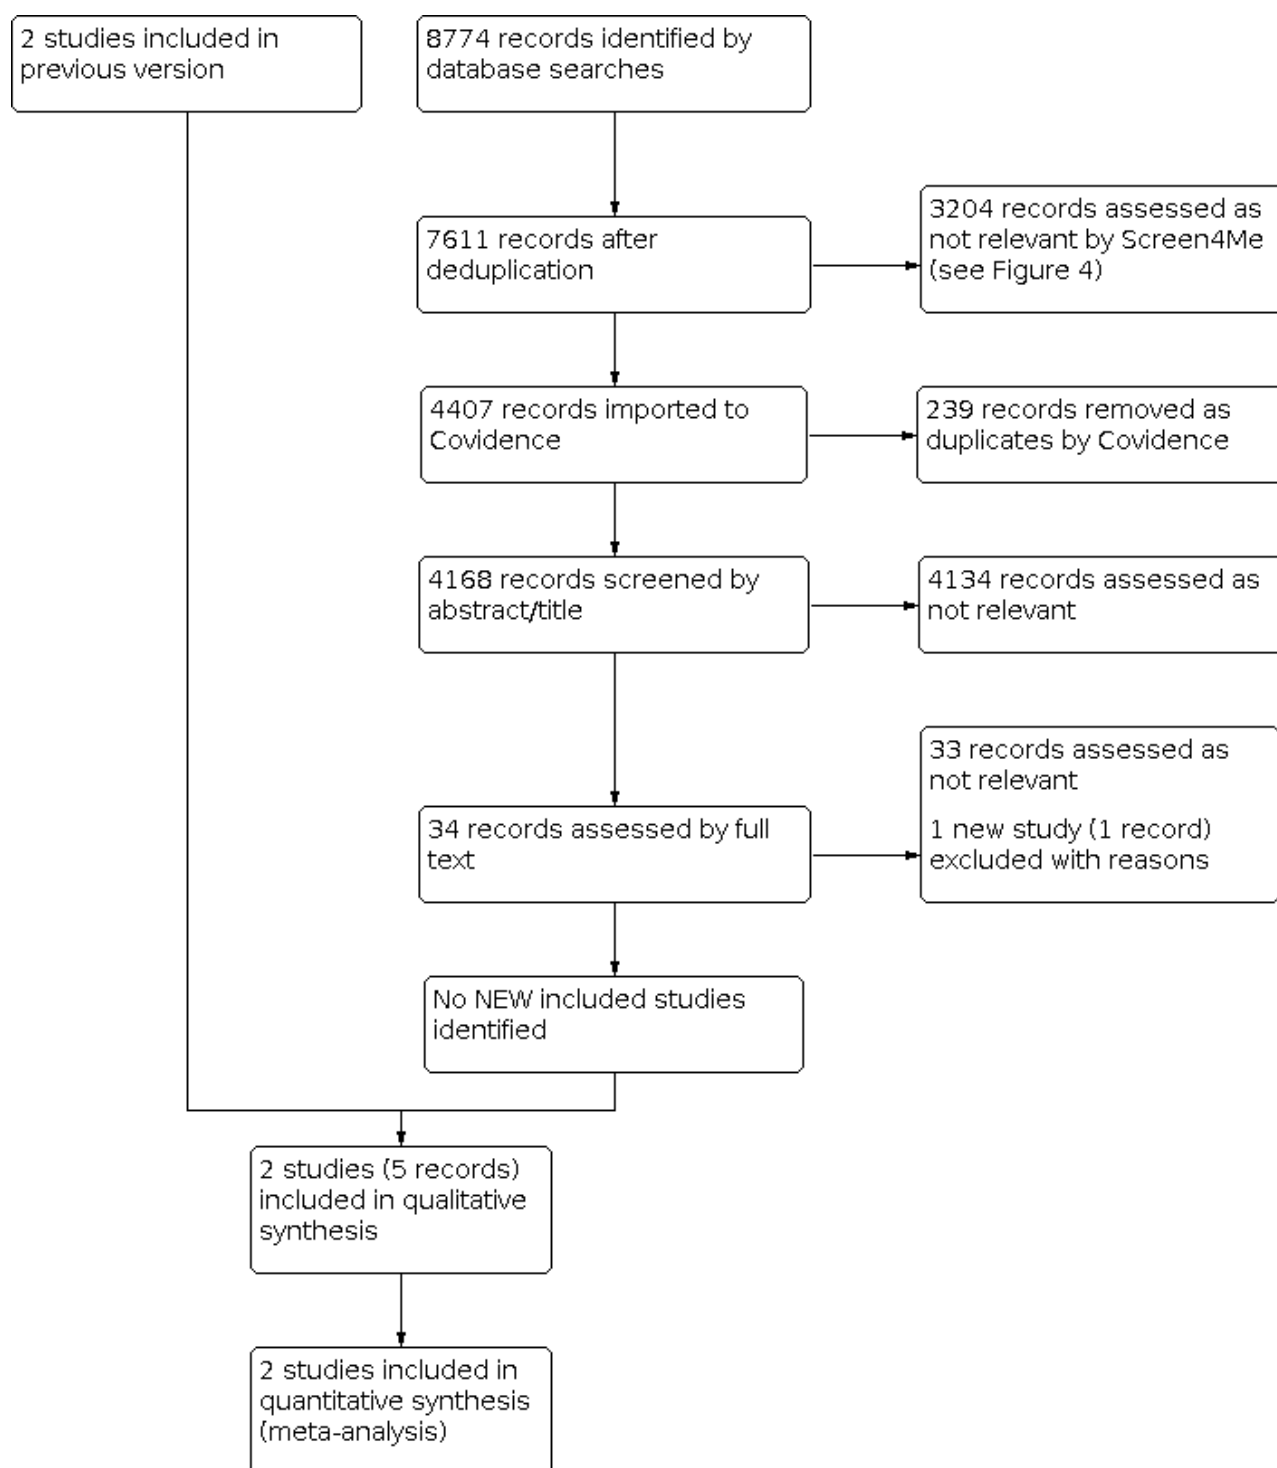 2 studies included in
previous version
8774 records identified by
database searches
7611 records after
deduplication
3204 records assessed as
not relevant by Screen4Me
(see Figure 4)
4407 records imported to
Covidence
239 records removed as
duplicates by Covidence
4168 records screened by
abstract/title
4134 records assessed as
not relevant
34 records assessed by full
text
33 records assessed as
not relevant
1 new study (1 record)
excluded with reasons
No NEW included studies
identified
2 studies (5 records)
included in qualitative
synthesis
2 studies included in
quantitative synthesis
(meta-analysis)